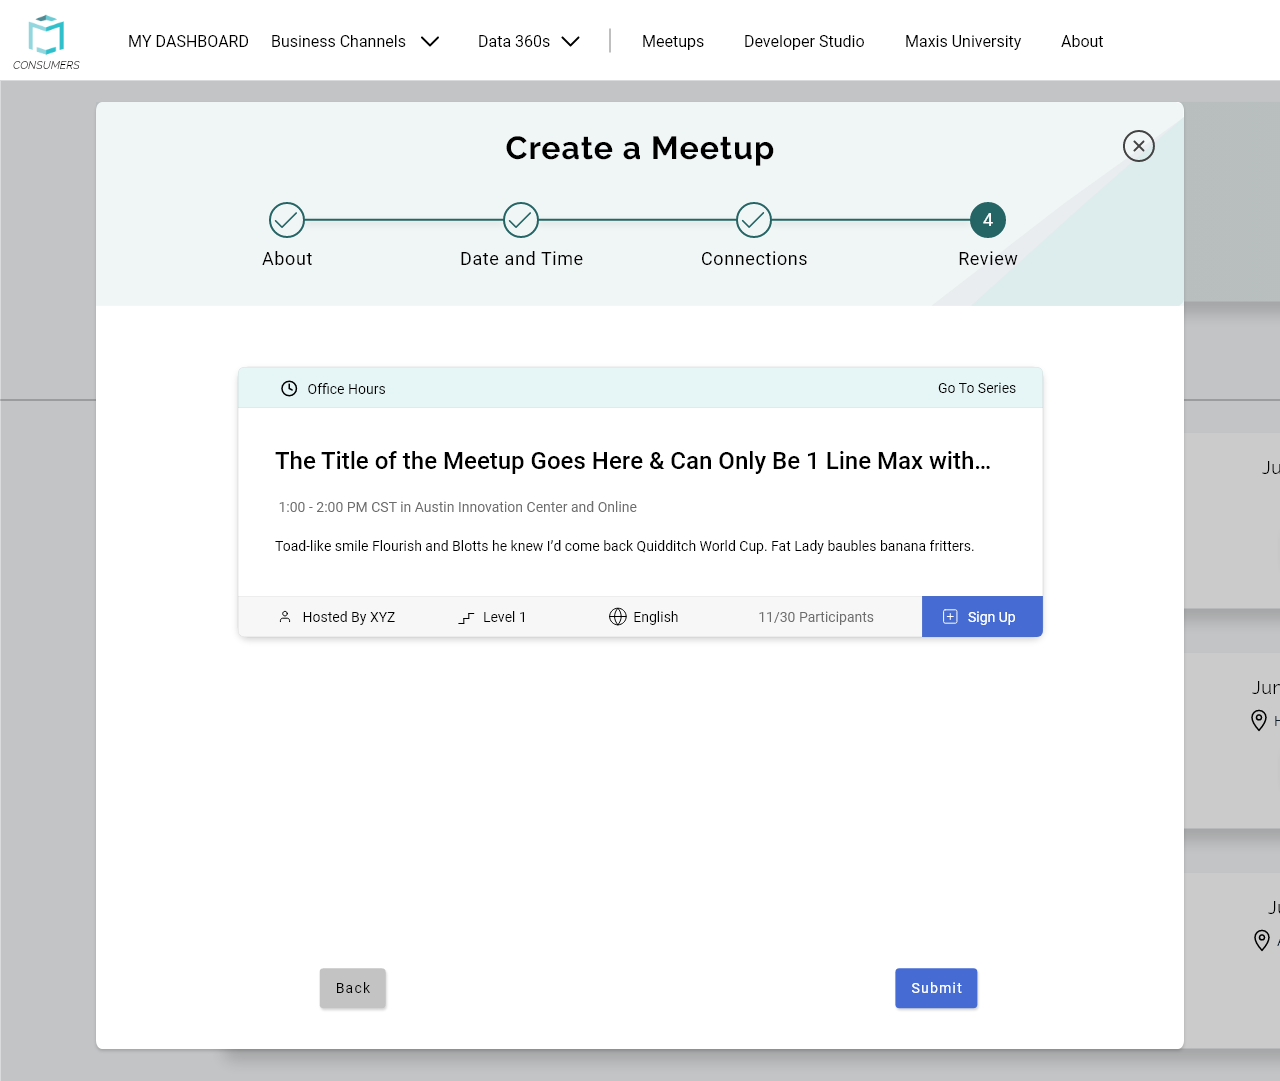 CONSUMERS
MY DASHBOARD Business Channels Data 360s Meetups Developer Studio Maxis University About
Create a Meetup
4
About Date and Time Connections Review
Office Hours Go To Series
The Title of the Meetup Goes Here & Can Only Be 1 Line Max with...
1:00 - 2:00 PM CST in Austin Innovation Center and Online
Toad-like smile Flourish and Blotts he knew I’d come back Quidditch World Cup. Fat Lady baubles banana fritters.
Hosted By XYZ Level 1 English 11/30 Participants Sign Up
Back Submit